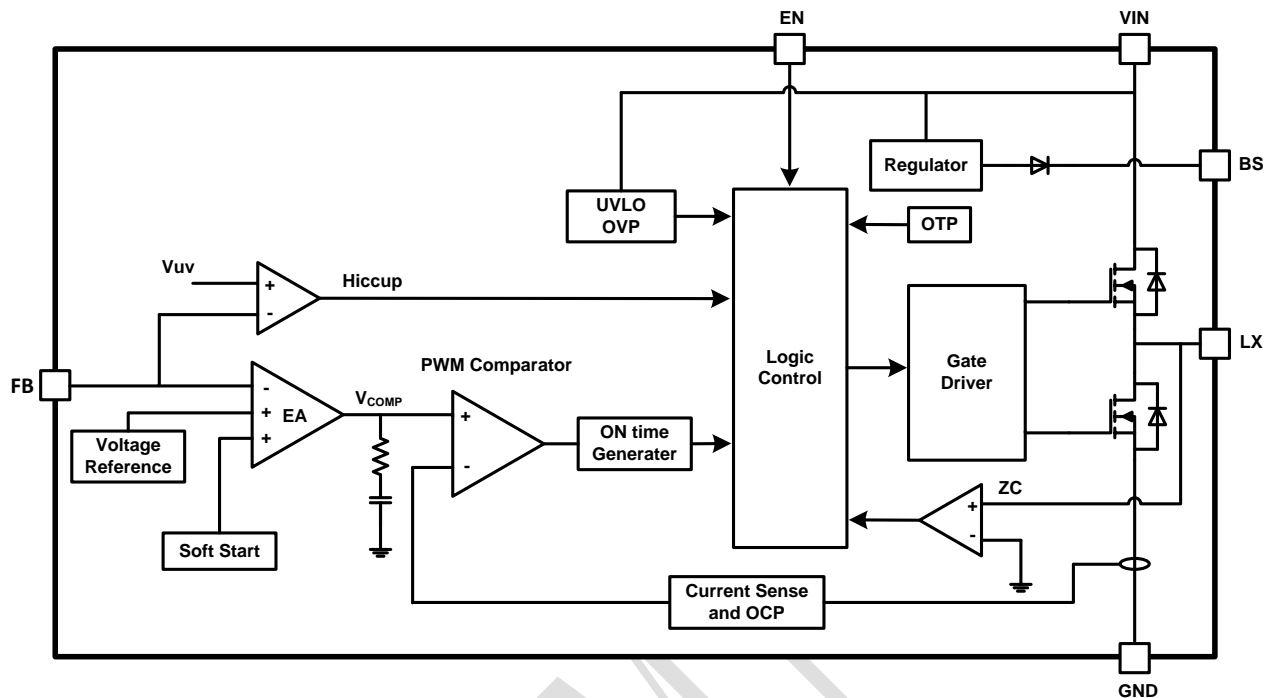 EN
VIN
Regulator
BS
UVLO
OVP
OTP
Vuv
+
-
Hiccup
FB
PWM Comparator
Logic
Control
Gate
Driver
LX
-
+
+
EA
VCOMP
+
-
ON time
Generater
Voltage
Reference
Soft Start
ZC
+
-
Current Sense
and OCP
GND